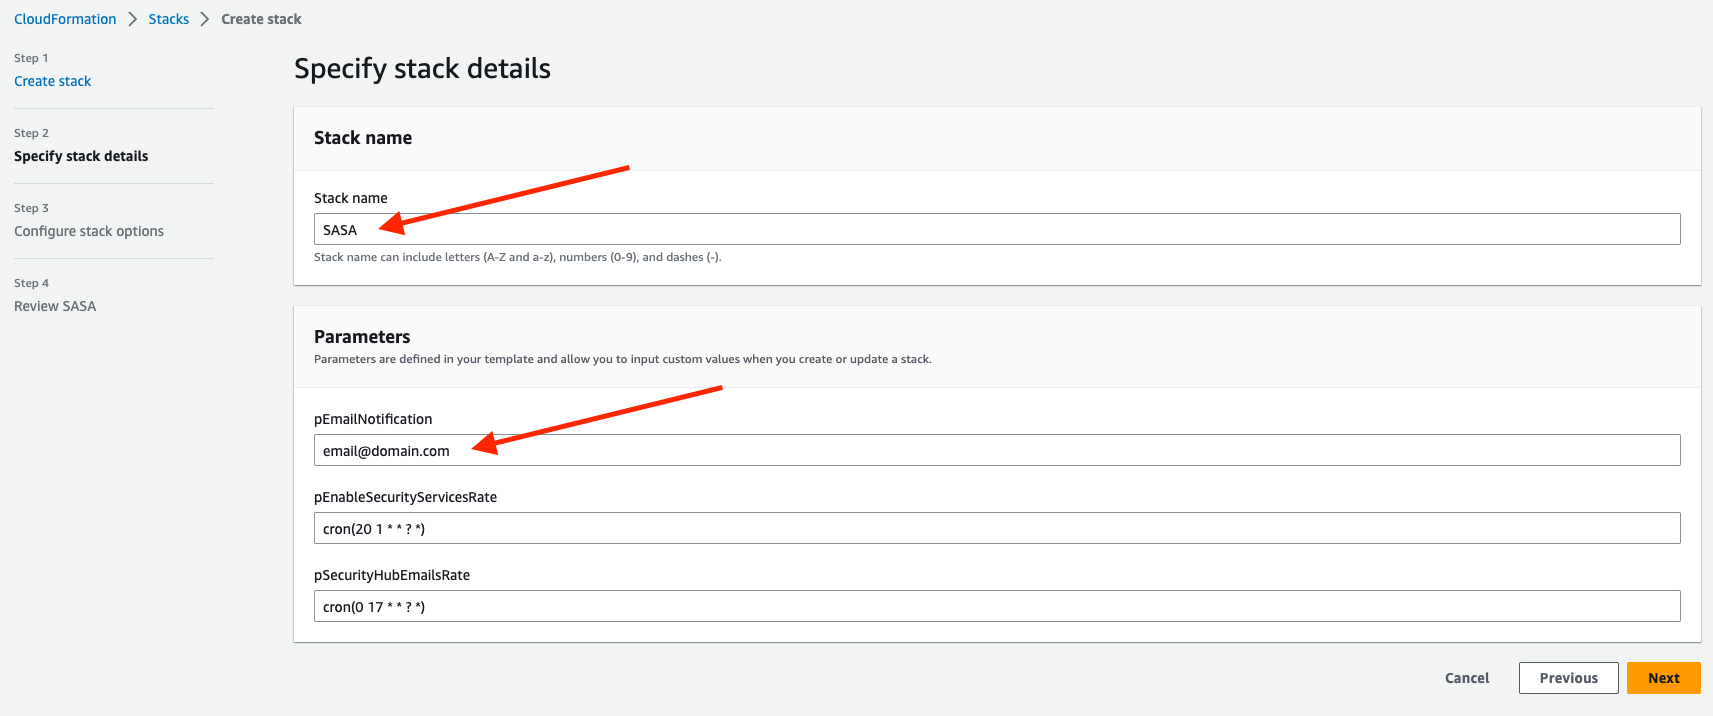 CloudFormation > Stacks > Create stack
Step 1
Create stack
Step 2
Specify stack details
Step 3
Configure stack options
Step 4
Review SASA
Specify stack details
Stack name
Stack name
SASA
Stack name can include letters (A-Z and a-z), numbers (0-9), and dashes (-).
Parameters
Parameters are defined in your template and allow you to input custom values when you create or update a stack.
pEmailNotification
email@domain.com
pEnableSecurityServicesRate
cron(20 1 * * ? *)
pSecurityHubEmailsRate
cron(0 17 * * ? *)
Cancel Previous Next